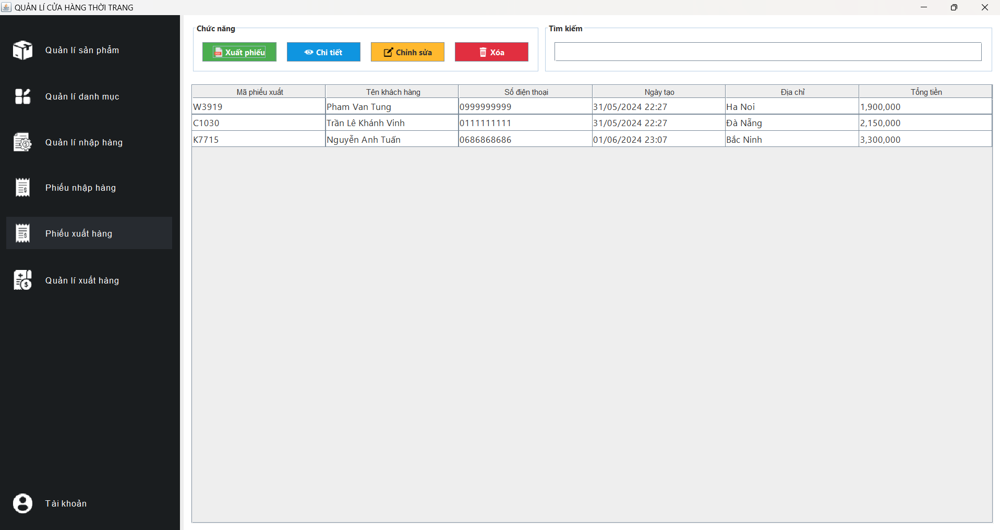 QUẢN LÍ CỬA HÀNG THỜI TRANG
Quản lí sản phẩm
Quản lí danh mục
Quản lí nhập hàng
Phiếu nhập hàng
Phiếu xuất hàng
Quản lí xuất hàng
Tài khoản
Chức năng
Xuất phiếu Chi tiết Chỉnh sửa Xóa
Tìm kiếm
Mã phiếu xuất Tên khách hàng Số điện thoại Ngày tạo Địa chỉ Tổng tiền
W3919 Pham Van Tung 0999999999 31/05/2024 22:27 Ha Noi 1,900,000
C1030 Trần Lê Khánh Vinh 0111111111 31/05/2024 22:27 Đà Nẵng 2,150,000
K7715 Nguyễn Anh Tuấn 0686868686 01/06/2024 23:07 Bắc Ninh 3,300,000